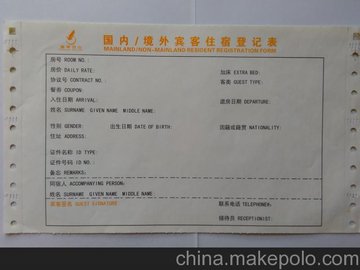 国内/境外宾客住宿登记表
MAINLAND/NON-MAINLAND RESIDENT REGISTRATION FORM
房号 ROOM NO.:
房价 DAILY RATE: 加床 EXTRA BED:
协议号 CONTRACT NO.: 客类 GUEST TYPE:
餐券 COUPON:
入住日期 ARRIVAL: 退房日期 DEPARTURE:
姓名 SURNAME GIVEN NAME MIDDLE NAME:
性别 GENDER: 出生日期 DATE OF BIRTH: 国籍或籍贯 NATIONALITY:
住址 ADDRESS:
证件名称 ID TYPE:
证件号码 ID NO.:
备忘 REMARKS:
同宿人 ACCOMPANYING PERSON:
姓名 SURNAME GIVEN NAME MIDDLE NAME:
宾客签名 GUEST SIGNATURE 联系电话 TELEPHONE#:
接待员 RECEPTIONIST:
china.makepolo.com